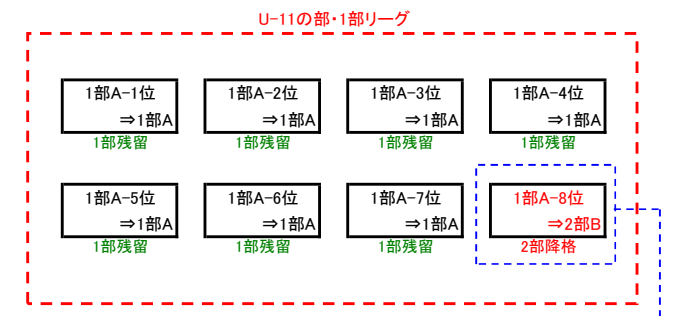 U-11の部・1部リーグ
1部A-1位
⇒1部A
1部残留
1部A-2位
⇒1部A
1部残留
1部A-3位
⇒1部A
1部残留
1部A-4位
⇒1部A
1部残留
1部A-5位
⇒1部A
1部残留
1部A-6位
⇒1部A
1部残留
1部A-7位
⇒1部A
1部残留
1部A-8位
⇒2部B
2部降格